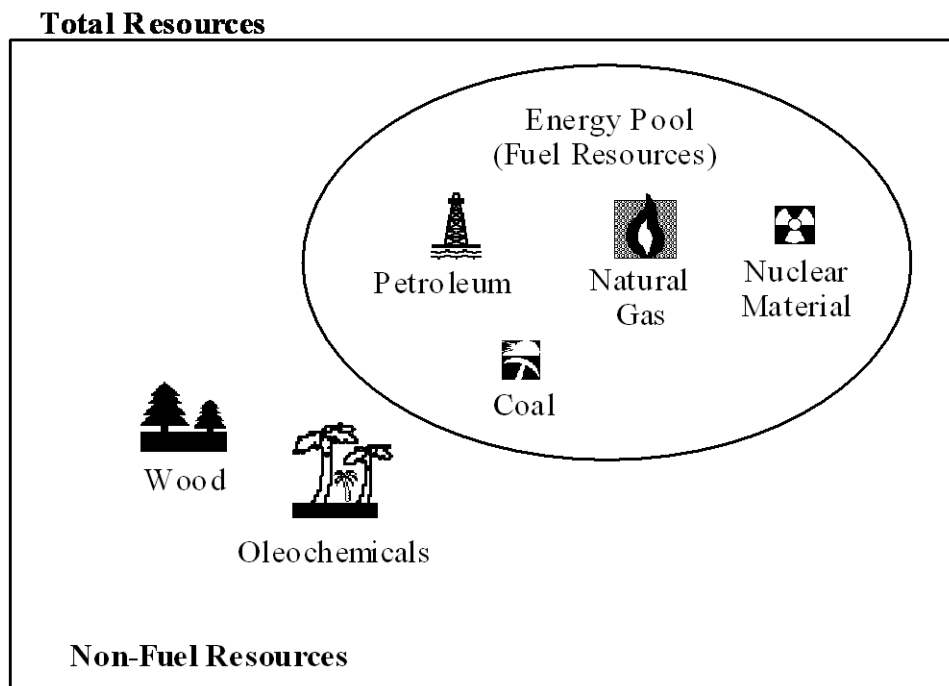 Total Resources
Energy Pool
(Fuel Resources)
Petroleum
Natural
Gas
Nuclear
Material
Coal
Wood
Oleochemicals
Non-Fuel Resources